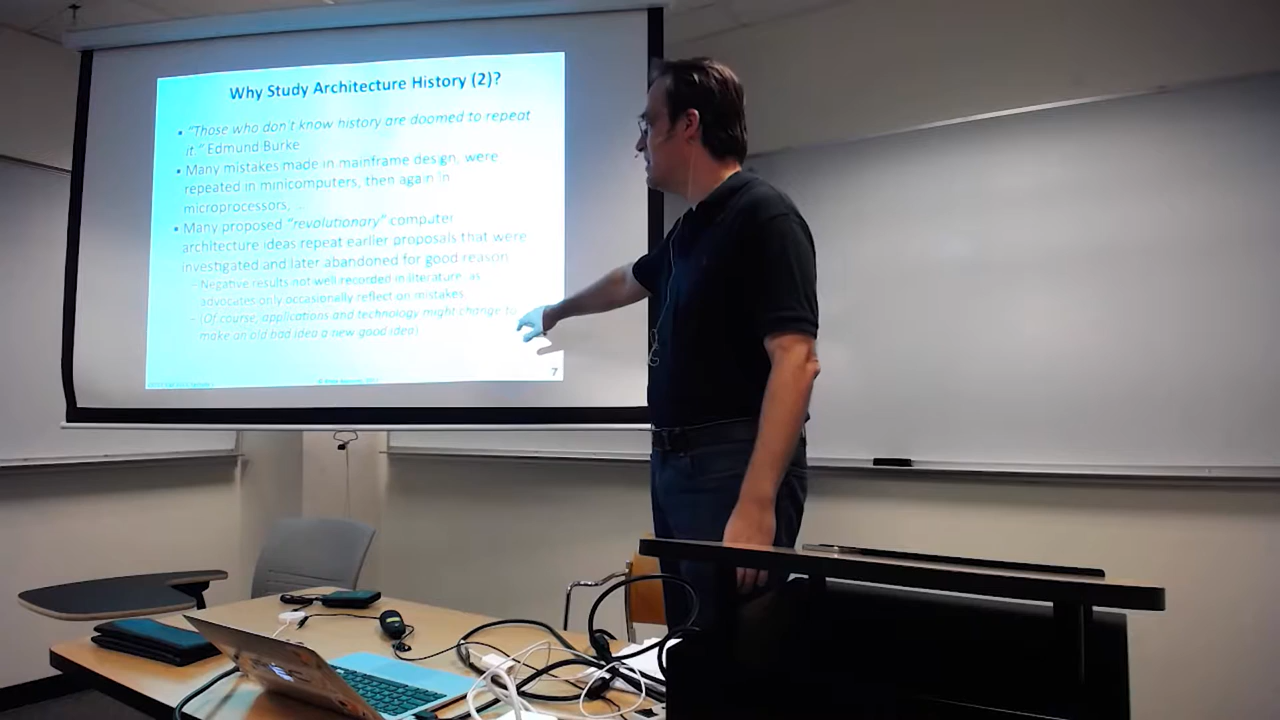 Why Study Architecture History (2)?
▪ "Those who don't know history are doomed to repeat
it." Edmund Burke
▪ Many mistakes made in mainframe design, were
repeated in minicomputers, then again in
microprocessors, …
▪ Many proposed "revolutionary" computer
architecture ideas repeat earlier proposals that were
investigated and later abandoned for good reason
– Negative results not well recorded in literature, as
advocates only occasionally reflect on mistakes
– (Of course, applications and technology might change to
make an old bad idea a new good idea)
7